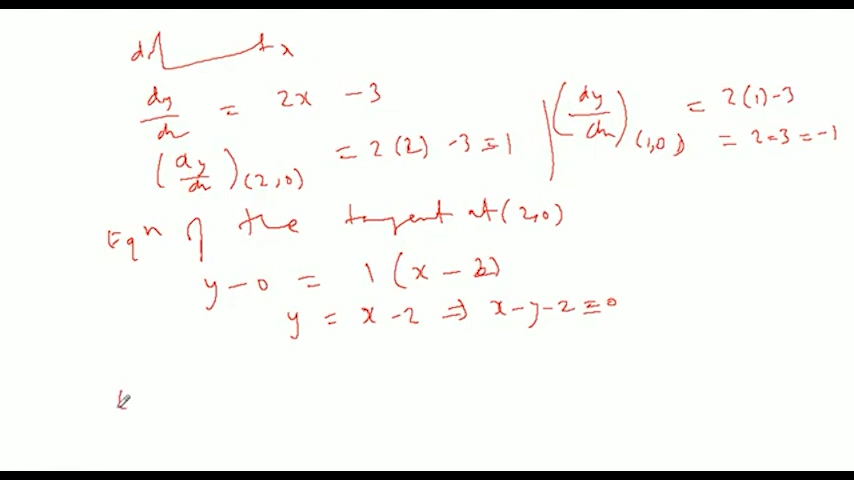 dy/dx = 2x - 3
(dy/dx)(2,0) = 2(2) - 3 = 1
(dy/dx)(1,0) = 2(1) - 3
= 2 - 3 = -1
Eqn of the tangent at (2,0)
y - 0 = 1(x - 2)
y = x - 2 ⇒ x - y - 2 = 0